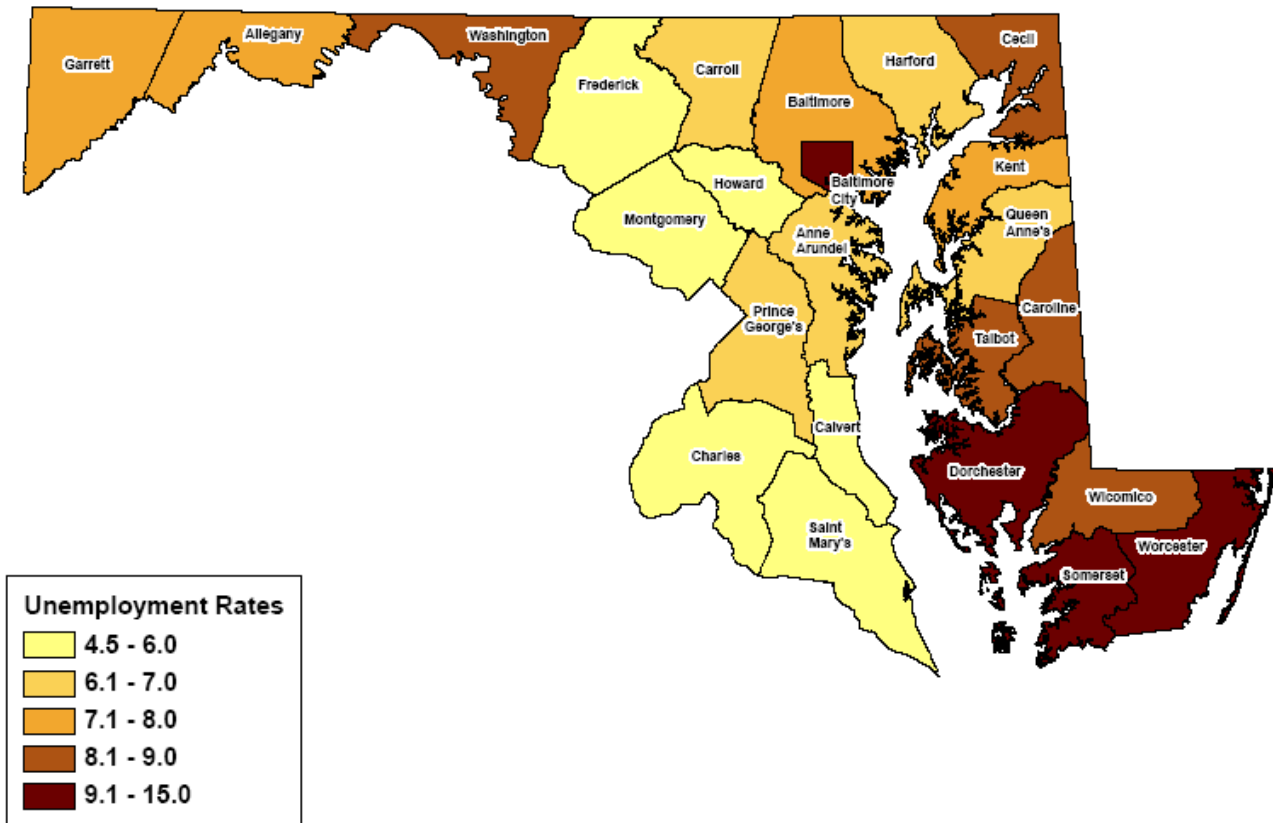 Garrett
Allegany
Washington
Frederick
Carroll
Baltimore
Harford
Cecil
Howard
Baltimore
City
Kent
Montgomery
Queen
Anne's
Anne
Arundel
Prince
George's
Caroline
Talbot
Calvert
Charles
Dorchester
Wicomico
Saint
Mary's
Worcester
Somerset
Unemployment Rates
4.5 - 6.0
6.1 - 7.0
7.1 - 8.0
8.1 - 9.0
9.1 - 15.0